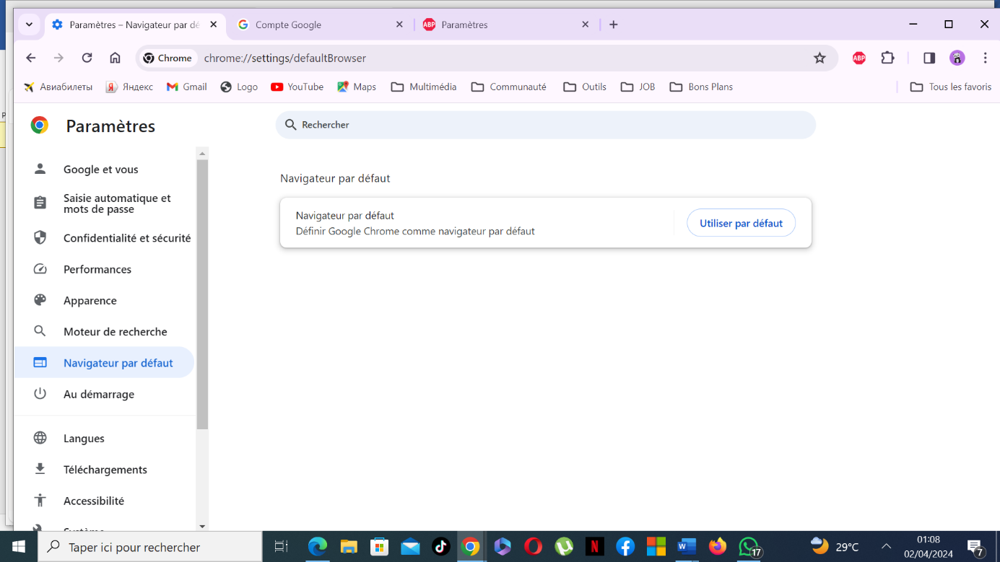 Paramètres – Navigateur par dé
Compte Google
ABP
Paramètres
Chrome
chrome://settings/defaultBrowser
ABP
Авиабилеты
Я
Яндекс
Gmail
Logo
YouTube
Maps
Multimédia
Communauté
Outils
JOB
Bons Plans
Tous les favoris
Paramètres
Rechercher
Google et vous
Saisie automatique et
mots de passe
Confidentialité et sécurité
Performances
Apparence
Moteur de recherche
Navigateur par défaut
Au démarrage
Langues
Téléchargements
Accessibilité
Système
Navigateur par défaut
Navigateur par défaut
Définir Google Chrome comme navigateur par défaut
Utiliser par défaut
Taper ici pour rechercher
N
W
17
29°C
01:08
02/04/2024
7